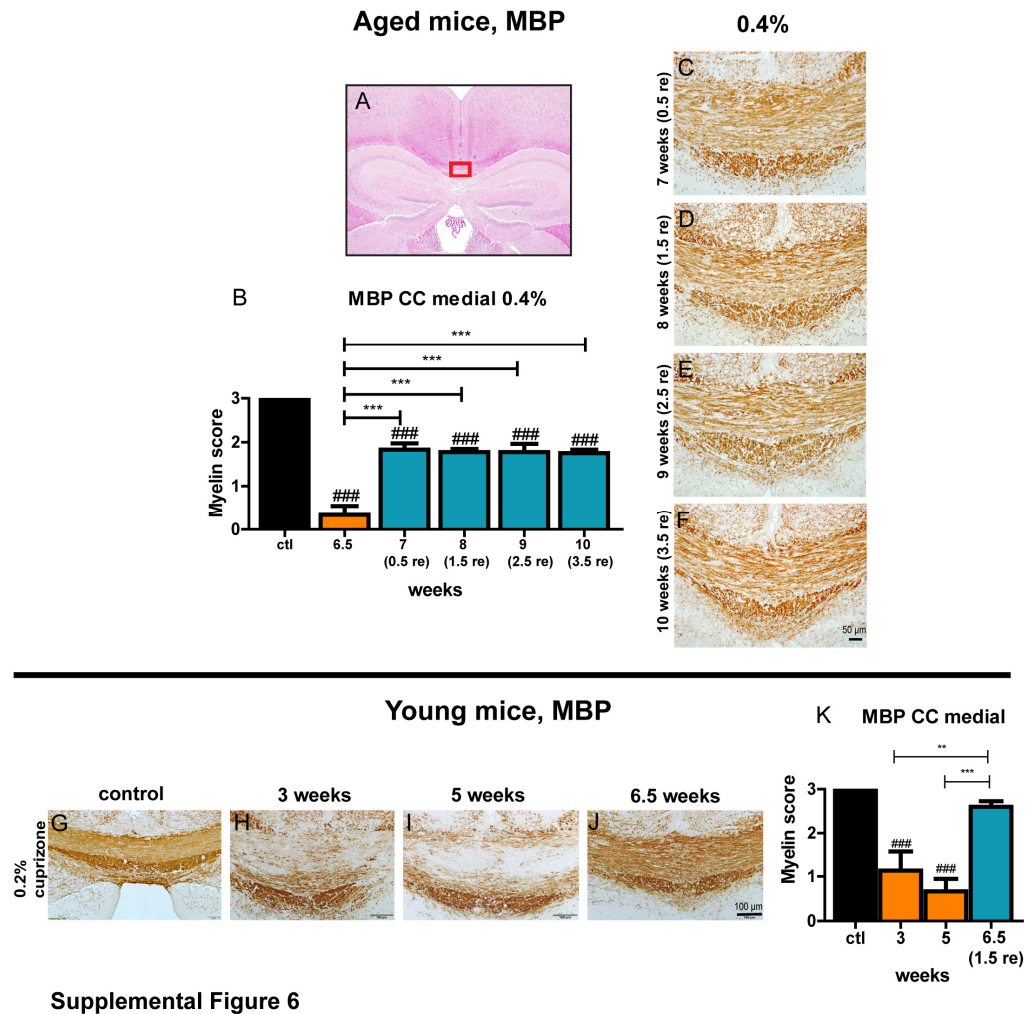 Aged mice, MBP
0.4%
A
B
MBP CC medial 0.4%
***
***
***
***
###
###
###
###
###
Myelin score
3
2
1
0
ctl
6.5
7
8
9
10
(0.5 re)
(1.5 re)
(2.5 re)
(3.5 re)
weeks
C
7 weeks (0.5 re)
D
8 weeks (1.5 re)
E
9 weeks (2.5 re)
F
10 weeks (3.5 re)
50 µm
Young mice, MBP
control
3 weeks
5 weeks
6.5 weeks
0.2%
cuprizone
G
H
I
J
100 µm
K
MBP CC medial
**
***
###
###
Myelin score
3
2
1
0
ctl
3
5
6.5
(1.5 re)
weeks
Supplemental Figure 6